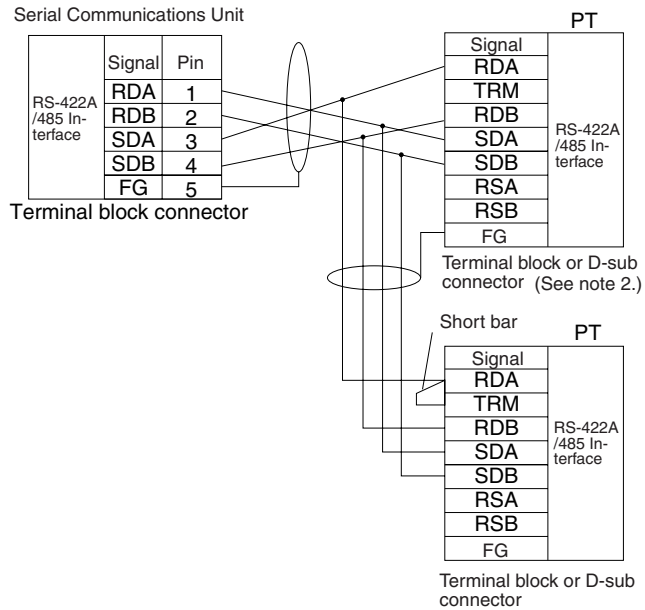 Serial Communications Unit
RS-422A
/485 In-
terface
Signal Pin
RDA 1
RDB 2
SDA 3
SDB 4
FG 5
Terminal block connector
PT
Signal
RDA
TRM
RDB
SDA
SDB
RSA
RSB
FG
RS-422A
/485 In-
terface
Terminal block or D-sub
connector (See note 2.)
Short bar
PT
Signal
RDA
TRM
RDB
SDA
SDB
RSA
RSB
FG
RS-422A
/485 In-
terface
Terminal block or D-sub
connector